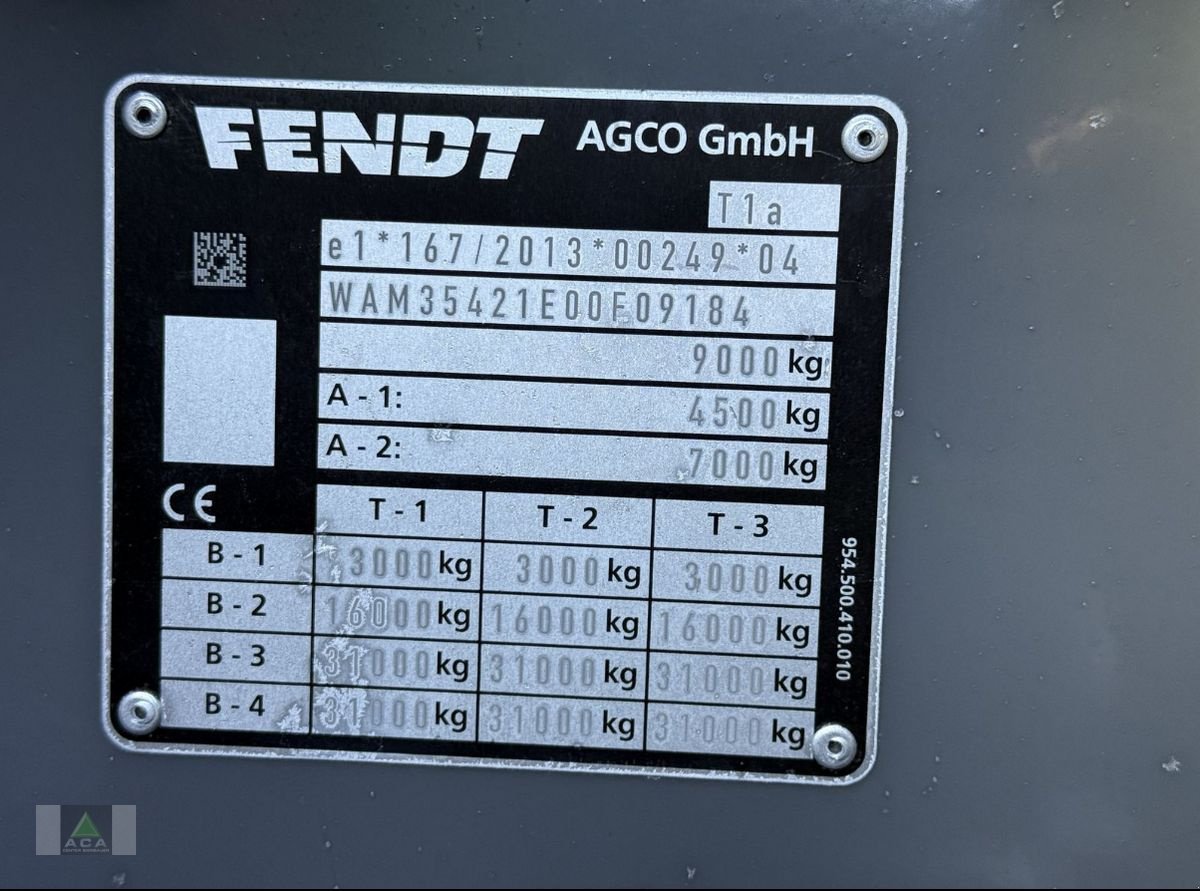 FENDT AGCO GmbH
T1a
e1*167/2013*00249*04
WAM35421E00F09184
9000 kg
A - 1: 4500 kg
A - 2: 7000 kg
CE
T - 1 T - 2 T - 3
B - 1 3000 kg 3000 kg 3000 kg
B - 2 16000 kg 16000 kg 16000 kg
B - 3 31000 kg 31000 kg 31000 kg
B - 4 31000 kg 31000 kg 31000 kg
954.500.410.010
ACA